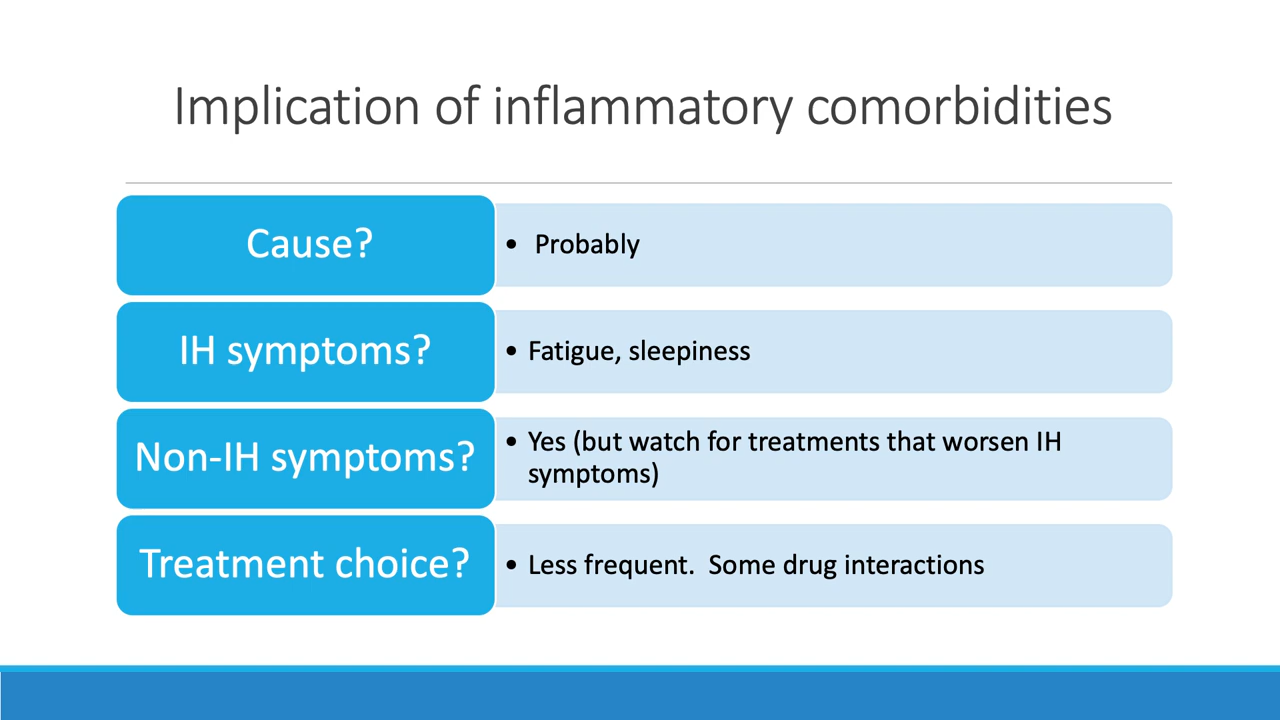 Implication of inflammatory comorbidities
Cause?
• Probably
IH symptoms?
• Fatigue, sleepiness
Non-IH symptoms?
• Yes (but watch for treatments that worsen IH
symptoms)
Treatment choice?
• Less frequent.  Some drug interactions